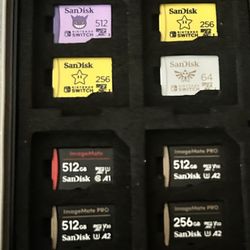 SanDisk
512
NINTENDO
SWITCH
SanDisk
256
NINTENDO
SWITCH
SanDisk
256
NINTENDO
SWITCH
SanDisk
64
NINTENDO
SWITCH
ImageMate
512GB
SanDisk A1
ImageMate PRO
512GB
SanDisk A2
ImageMate PRO
512GB
SanDisk A2
ImageMate PRO
256GB
SanDisk A2